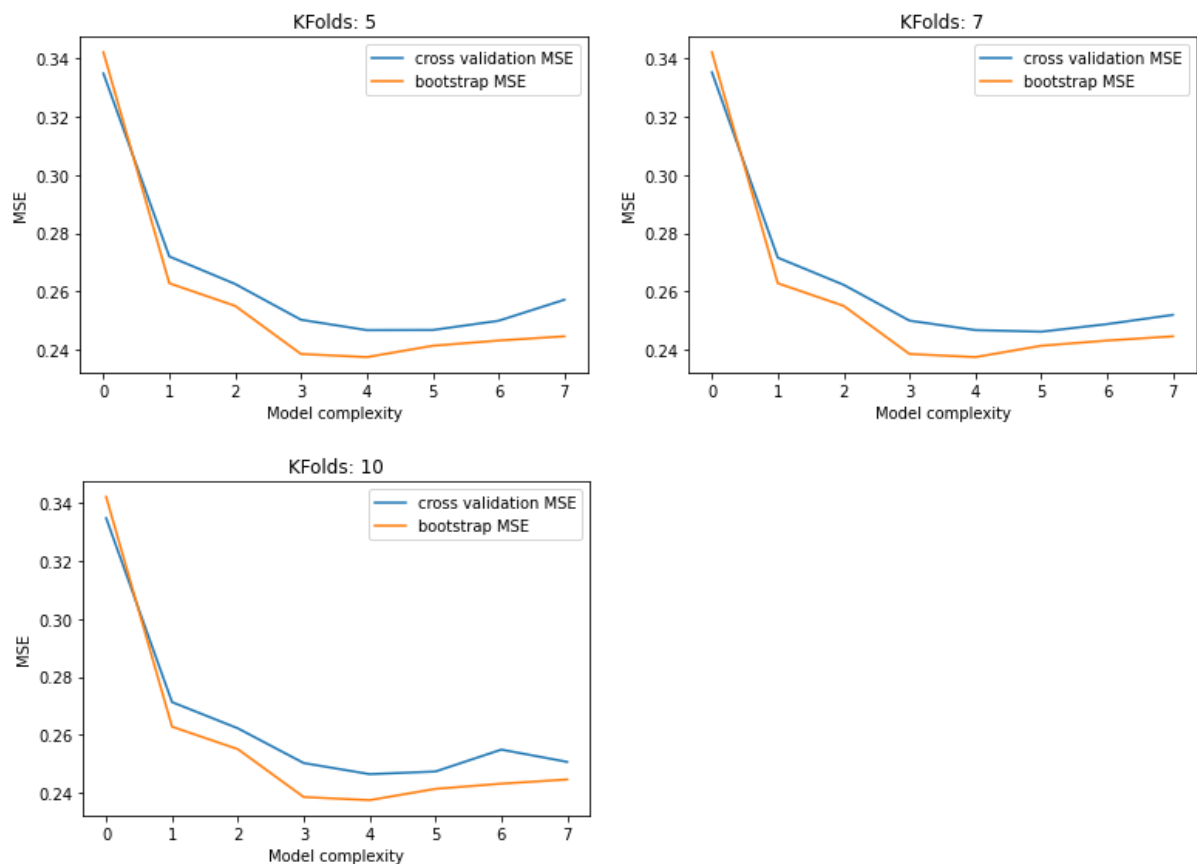 KFolds: 5
cross validation MSE
bootstrap MSE
0.34
0.32
0.30
0.28
0.26
0.24
MSE
0 1 2 3 4 5 6 7
Model complexity
KFolds: 7
cross validation MSE
bootstrap MSE
0.34
0.32
0.30
0.28
0.26
0.24
MSE
0 1 2 3 4 5 6 7
Model complexity
KFolds: 10
cross validation MSE
bootstrap MSE
0.34
0.32
0.30
0.28
0.26
0.24
MSE
0 1 2 3 4 5 6 7
Model complexity